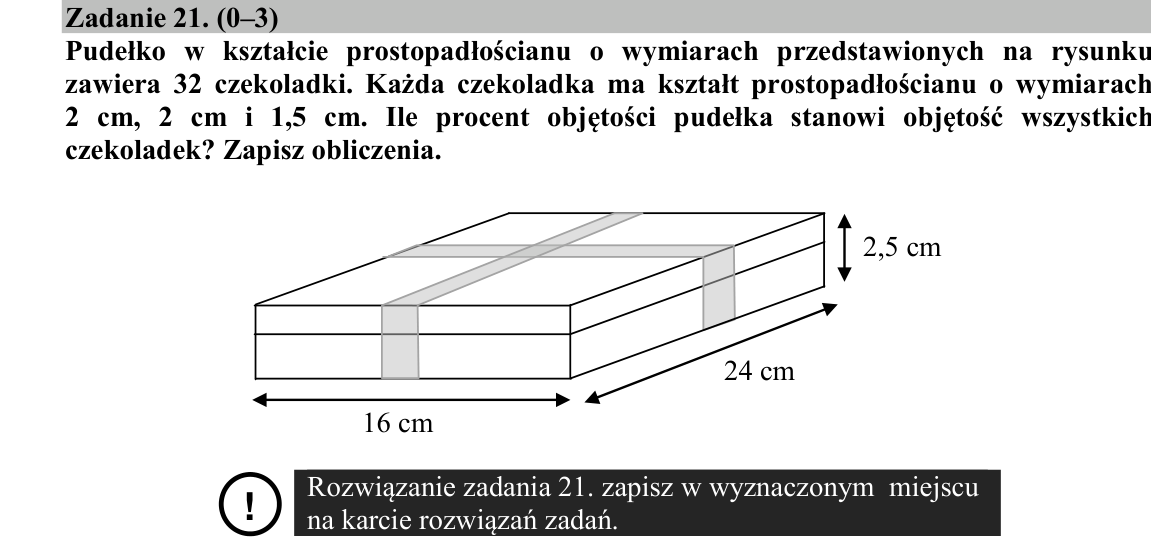 Zadanie 21. (0–3)
Pudełko w kształcie prostopadłościanu o wymiarach przedstawionych na rysunku
zawiera 32 czekoladki. Każda czekoladka ma kształt prostopadłościanu o wymiarach
2 cm, 2 cm i 1,5 cm. Ile procent objętości pudełka stanowi objętość wszystkich
czekoladek? Zapisz obliczenia.
2,5 cm
24 cm
16 cm
! Rozwiązanie zadania 21. zapisz w wyznaczonym miejscu
na karcie rozwiązań zadań.